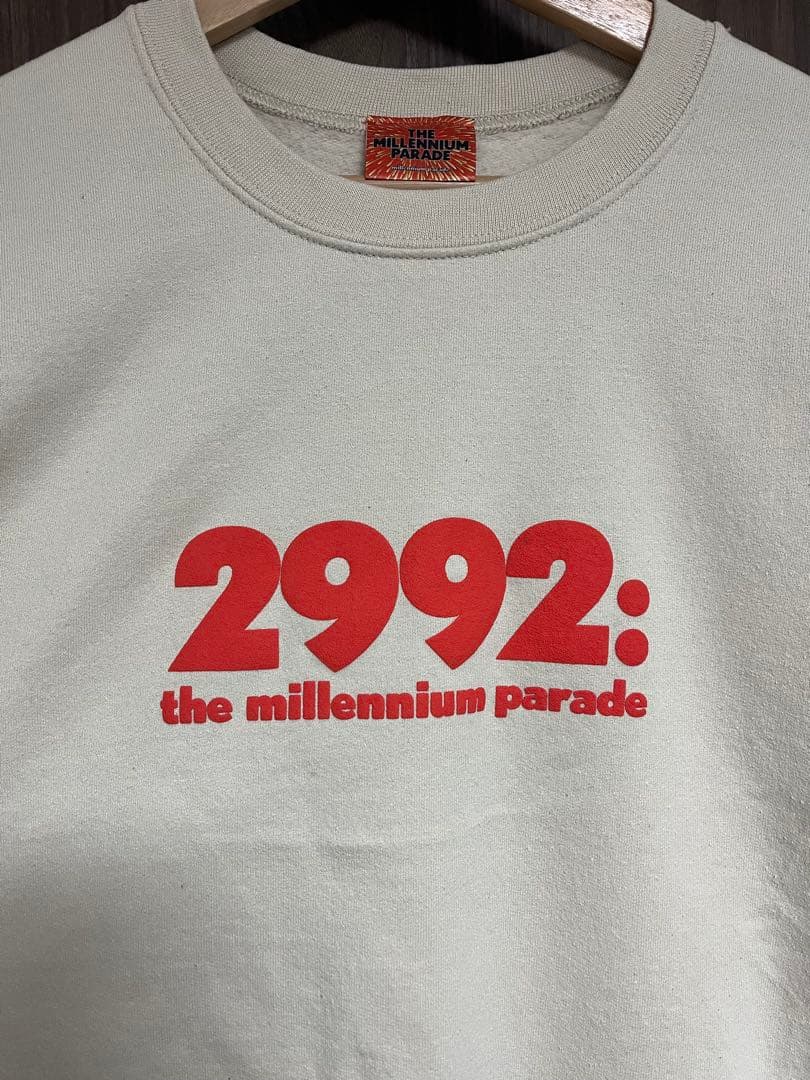 THE
MILLENNIUM
PARADE
2992:
the millennium parade